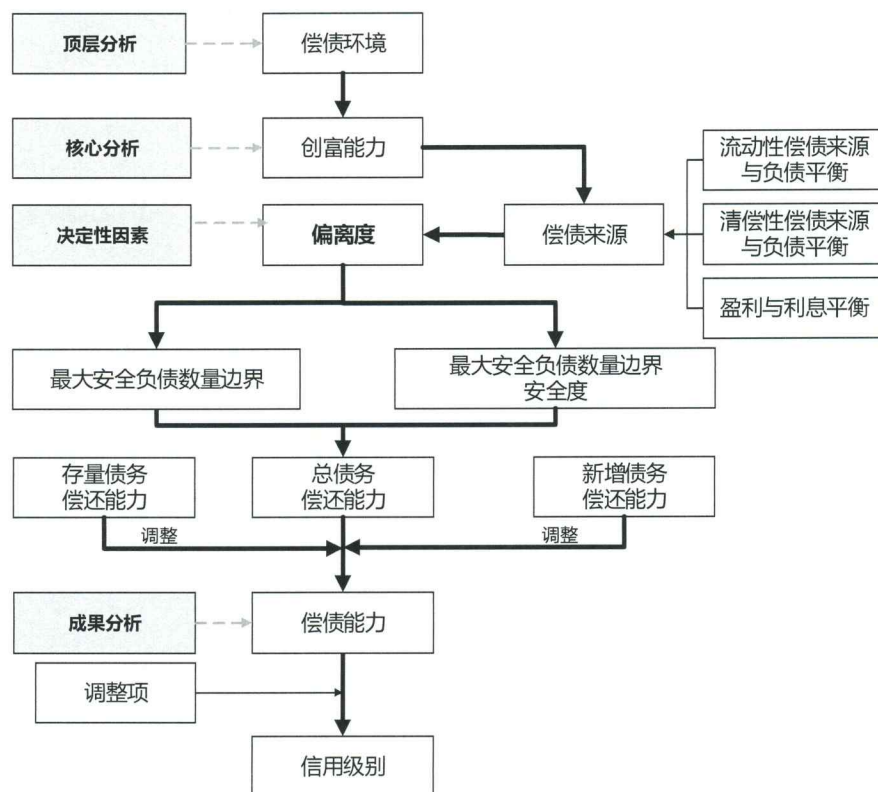 顶层分析
偿债环境
核心分析
创富能力
流动性偿债来源
与负债平衡
决定性因素
偏离度
偿债来源
清偿性偿债来源
与负债平衡
盈利与利息平衡
最大安全负债数量边界
最大安全负债数量边界
安全度
存量债务
偿还能力
总债务
偿还能力
新增债务
偿还能力
调整
调整
成果分析
偿债能力
调整项
信用级别